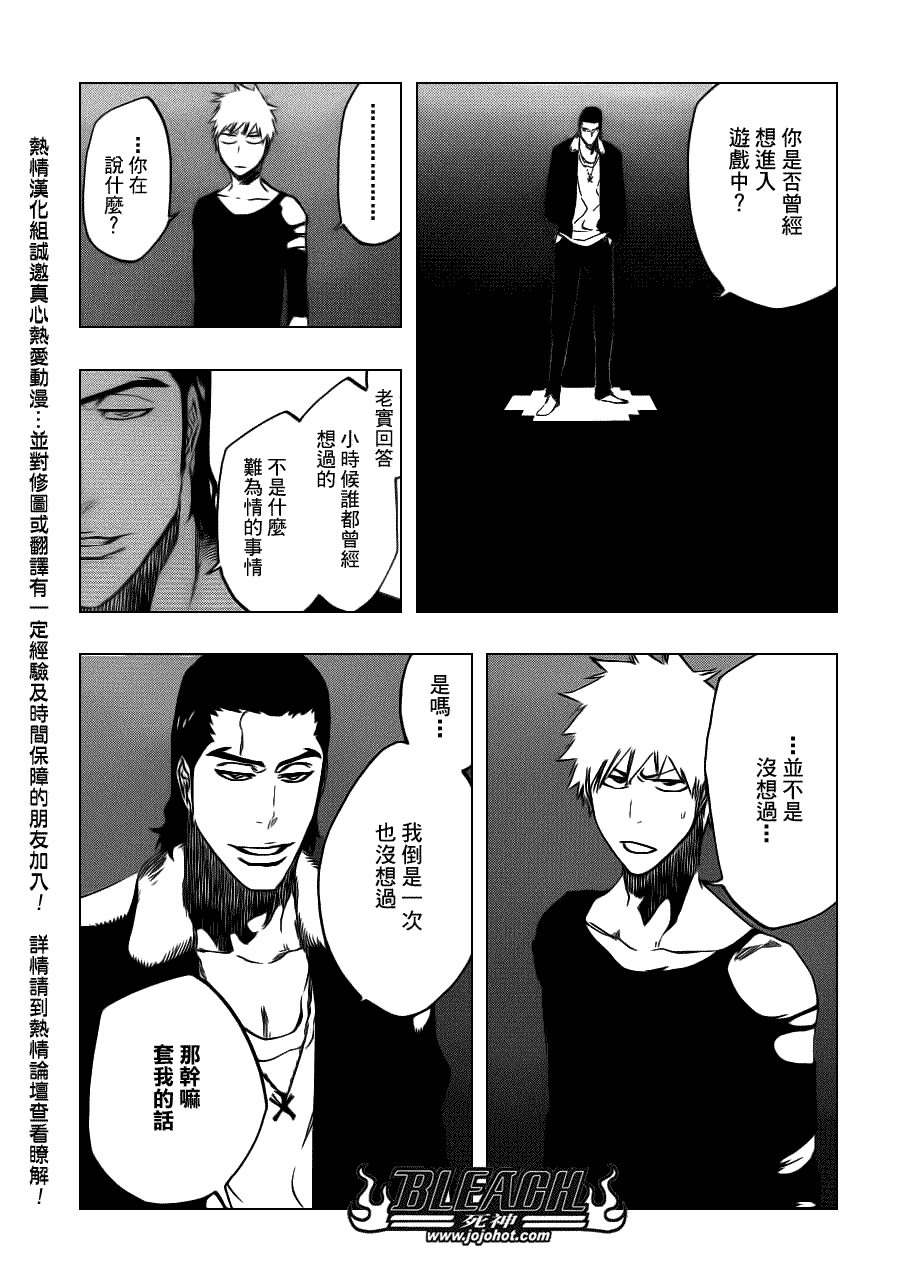 你是否曾經
想進入
遊戲中？
…………
…你在
說什麼？
老實回答
小時候誰都曾經
想過的
不是什麼
難為情的事情
…並不是
沒想過…
是嗎…
我倒是一次
也沒想過
那幹嘛
套我的話
熱情漢化組誠邀真心熱愛動漫…並對修圖或翻譯有一定經驗及時間保障的朋友加入！ 詳情請到熱情論壇查看瞭解！
BLEACH
死神
www.jojohot.com